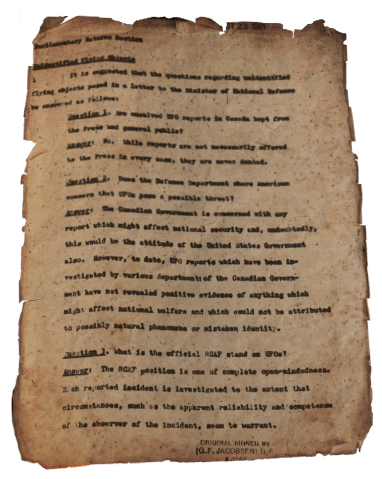 25 1961
Parliamentary Returns Section
Unidentified Flying Objects
It is suggested that the questions regarding unidentified
flying objects posed in a letter to the Minister of National Defence
be answered as follows:
Question 1. Are unsolved UFO reports in Canada kept from
the Press and general public?
Answer: No. While reports are not necessarily offered
to the Press in every case, they are never denied.
Question 2. Does the Defence Department share American
concern that UFOs pose a possible threat?
Answer: The Canadian Government is concerned with any
report which might affect national security and, undoubtedly,
this would be the attitude of the United States Government
also. However, to date, UFO reports which have been in-
vestigated by various departments of the Canadian Govern-
ment have not revealed positive evidence of anything which
might affect national welfare and which could not be attributed
to possibly natural phenomena or mistaken identity.
Question 3. What is the official RCAF stand on UFOs?
Answer: The RCAF position is one of complete open-mindedness.
Each reported incident is investigated to the extent that
circumstances, such as the apparent reliability and competence
of the observer of the incident, seem to warrant.
ORIGINAL SIGNED BY
(G.F. JACOBSEN)